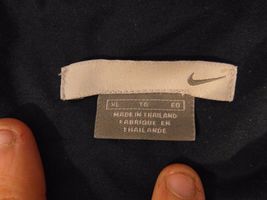 XL TG EG
MADE IN THAILAND
FABRIQUE EN
THAILANDE